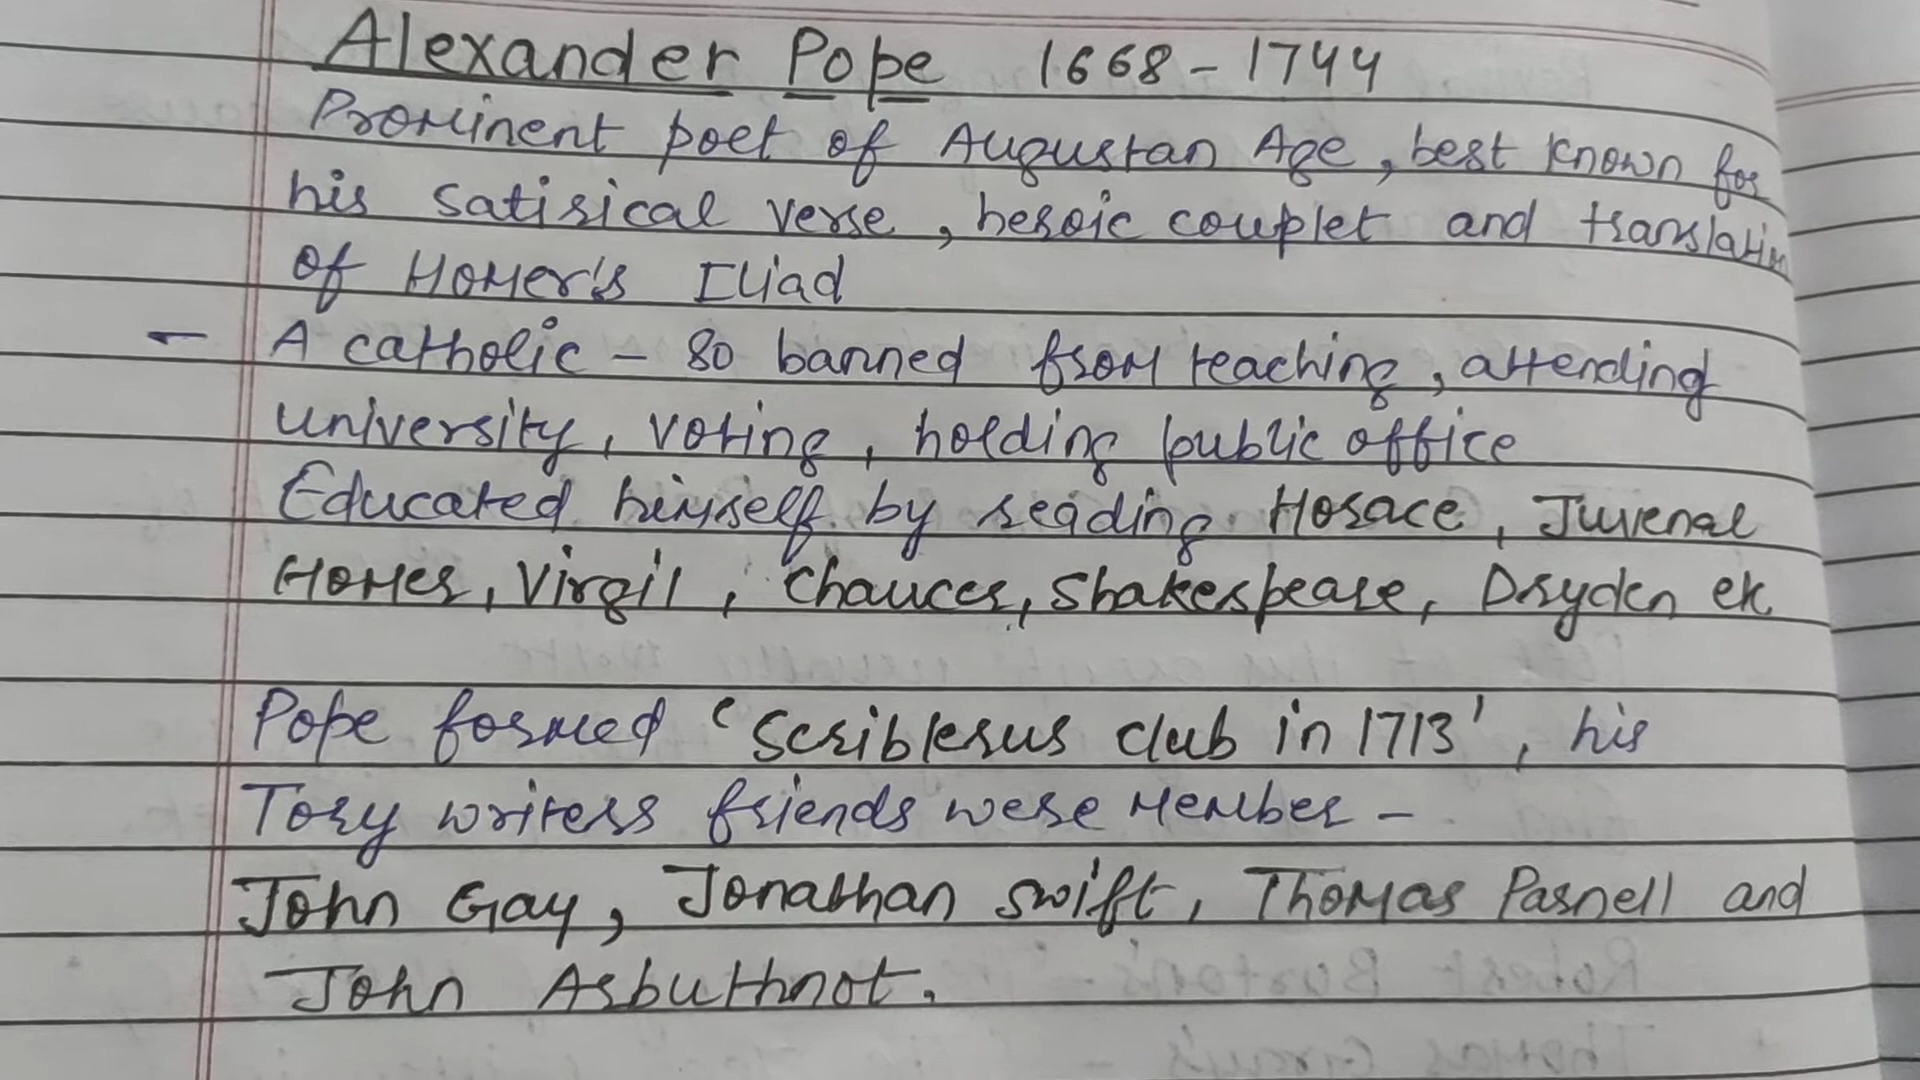 Alexander Pope 1668-1744
Prominent poet of Augustan Age, best known for
his satirical verse, heroic couplet and translation
of Homer's Iliad
- A catholic - so banned from teaching, attending
university, voting, holding public office
Educated himself by reading Horace, Juvenal
Homer, Virgil, Chaucer, Shakespeare, Dryden etc
Pope formed 'Scriblerus club in 1713', his
Tory writers friends were member -
John Gay, Jonathan swift, Thomas Parnell and
John Arbuthnot.